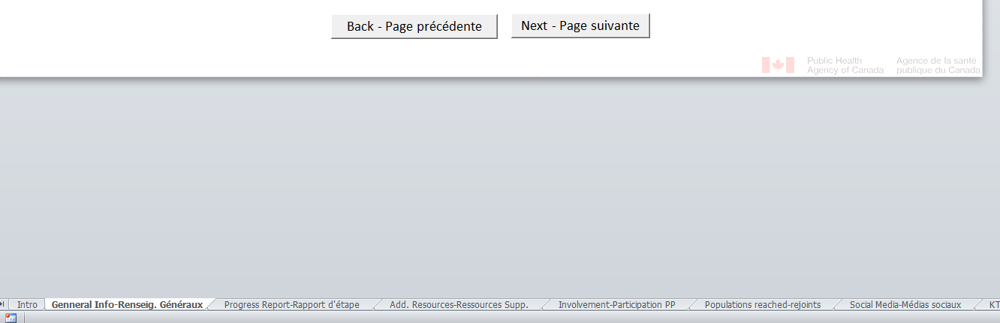 Back - Page précédente
Next - Page suivante
Public Health
Agency of Canada
Agence de la santé
publique du Canada
Intro
Genneral Info-Renseig. Généraux
Progress Report-Rapport d'étape
Add. Resources-Ressources Supp.
Involvement-Participation PP
Populations reached-rejoints
Social Media-Médias sociaux
KT